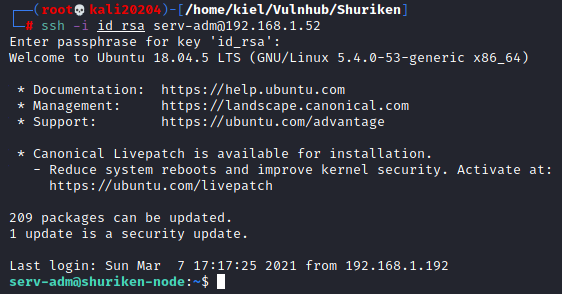 (root💀kali20204)-[/home/kiel/Vulnhub/Shuriken]
# ssh -i id_rsa serv-adm@192.168.1.52
Enter passphrase for key 'id_rsa':
Welcome to Ubuntu 18.04.5 LTS (GNU/Linux 5.4.0-53-generic x86_64)
* Documentation:  https://help.ubuntu.com
* Management:     https://landscape.canonical.com
* Support:        https://ubuntu.com/advantage
* Canonical Livepatch is available for installation.
- Reduce system reboots and improve kernel security. Activate at:
https://ubuntu.com/livepatch
209 packages can be updated.
1 update is a security update.
Last login: Sun Mar  7 17:17:25 2021 from 192.168.1.192
serv-adm@shuriken-node:~$